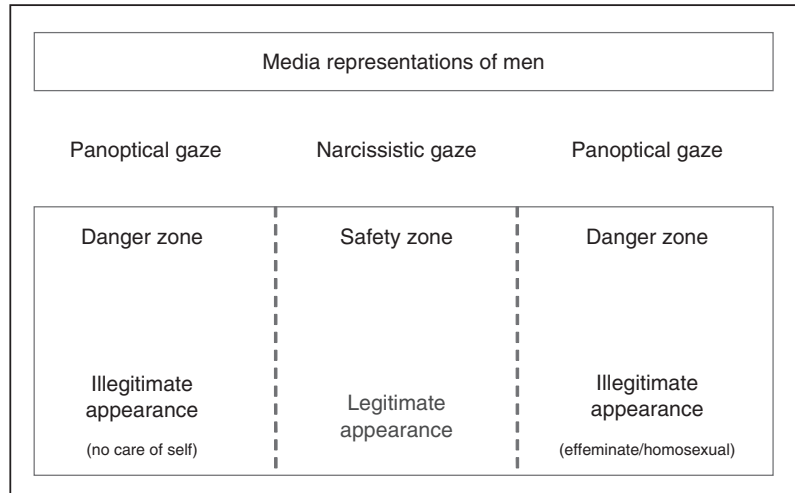 Media representations of men
Panoptical gaze
Narcissistic gaze
Panoptical gaze
Danger zone
Safety zone
Danger zone
Illegitimate
appearance
(no care of self)
Legitimate
appearance
Illegitimate
appearance
(effeminate/homosexual)